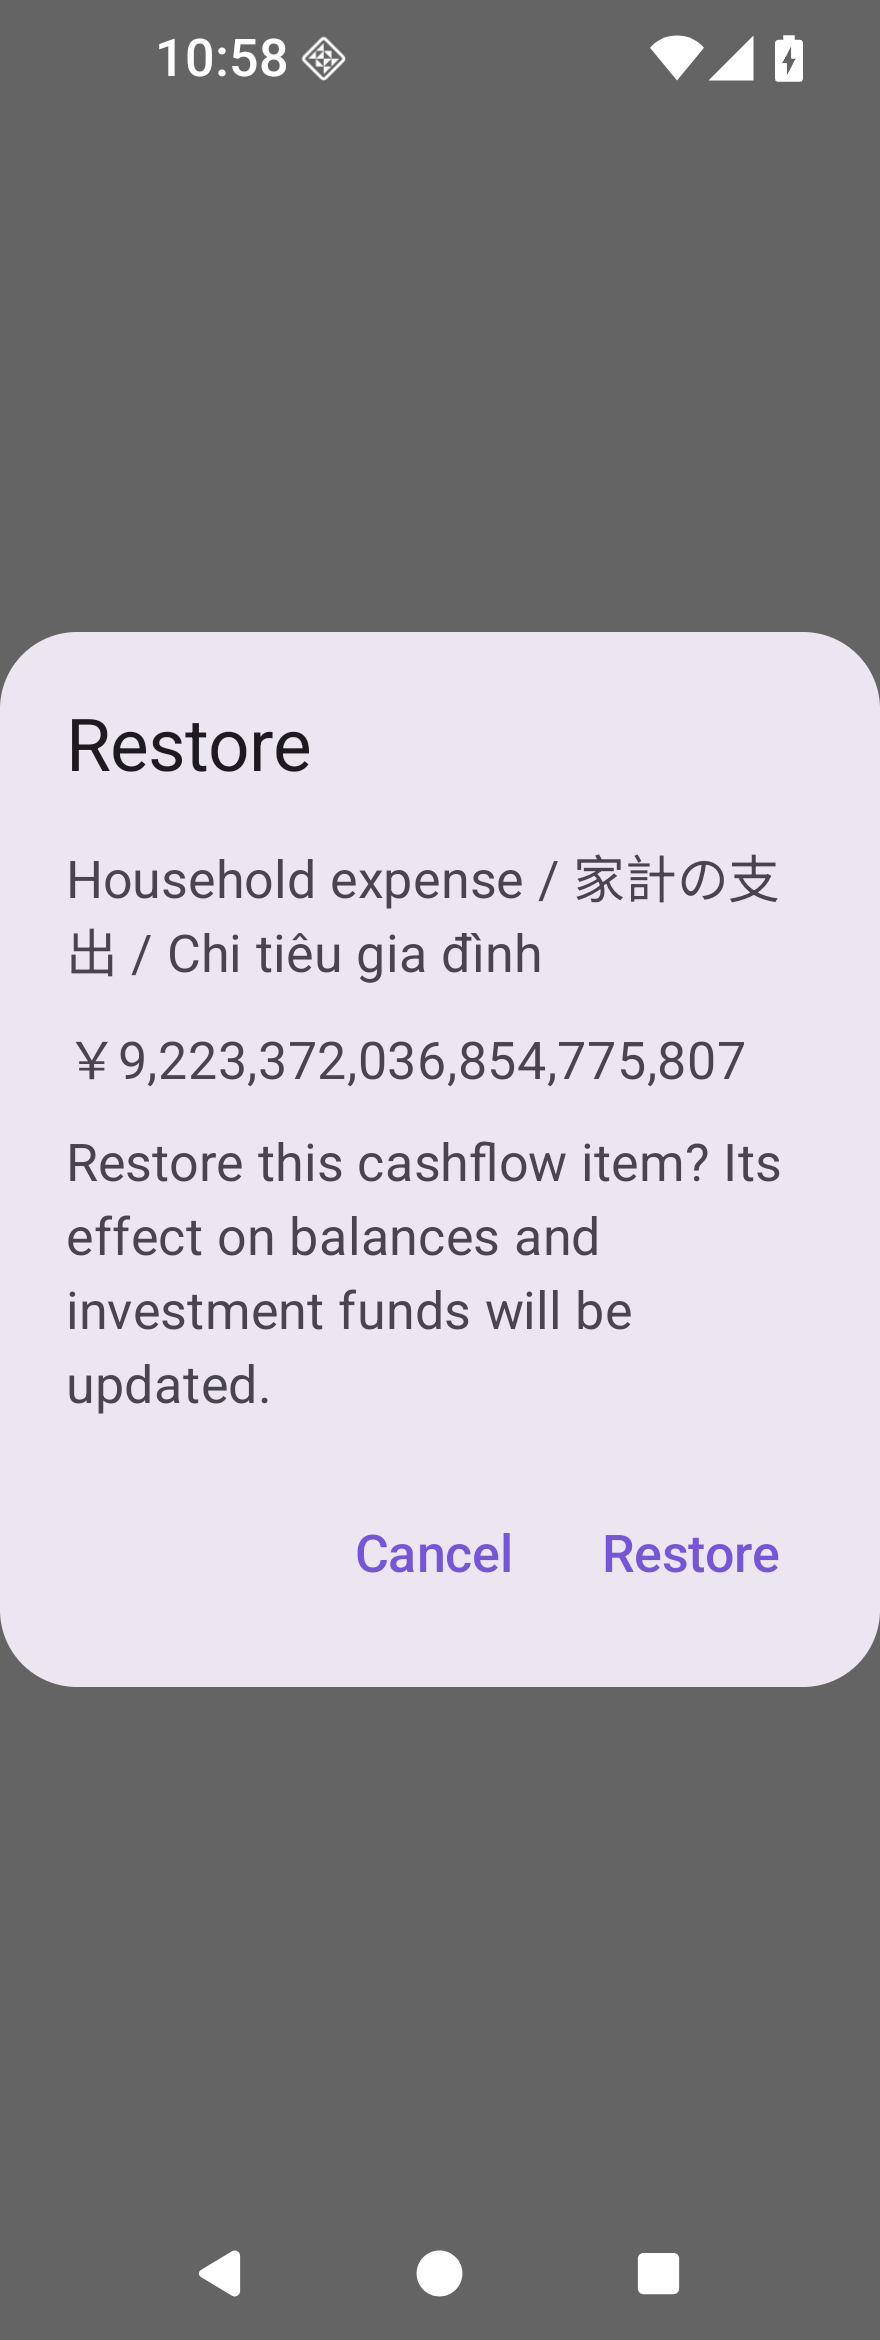 10:58
Restore
Household expense / 家計の支
出 / Chi tiêu gia đình
￥9,223,372,036,854,775,807
Restore this cashflow item? Its
effect on balances and
investment funds will be
updated.
Cancel Restore